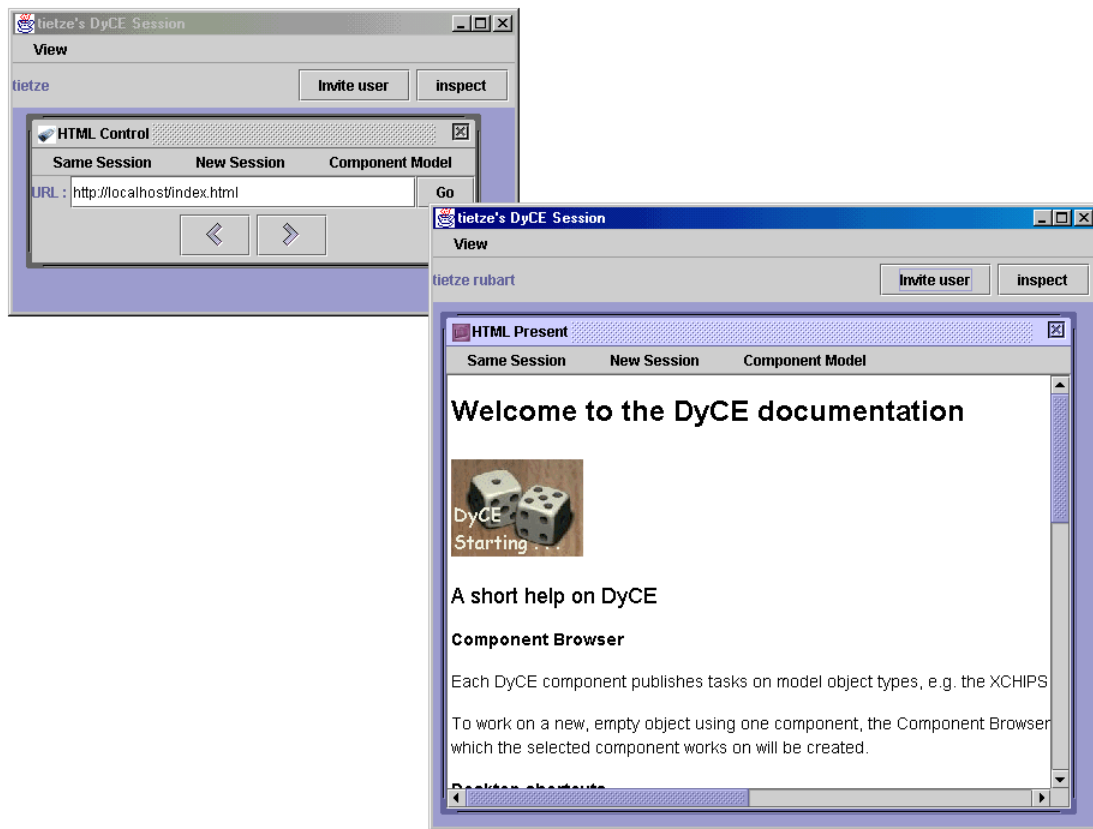 tietze's DyCE Session
View
tietze
Invite user
inspect
HTML Control
Same Session New Session Component Model
URL : http://localhost/index.html Go
tietze's DyCE Session
View
tietze rubart
Invite user
inspect
HTML Present
Same Session New Session Component Model
Welcome to the DyCE documentation
DyCE
Starting . . .
A short help on DyCE
Component Browser
Each DyCE component publishes tasks on model object types, e.g. the XCHIPS
To work on a new, empty object using one component, the Component Browser
which the selected component works on will be created.
Desktop shortcuts